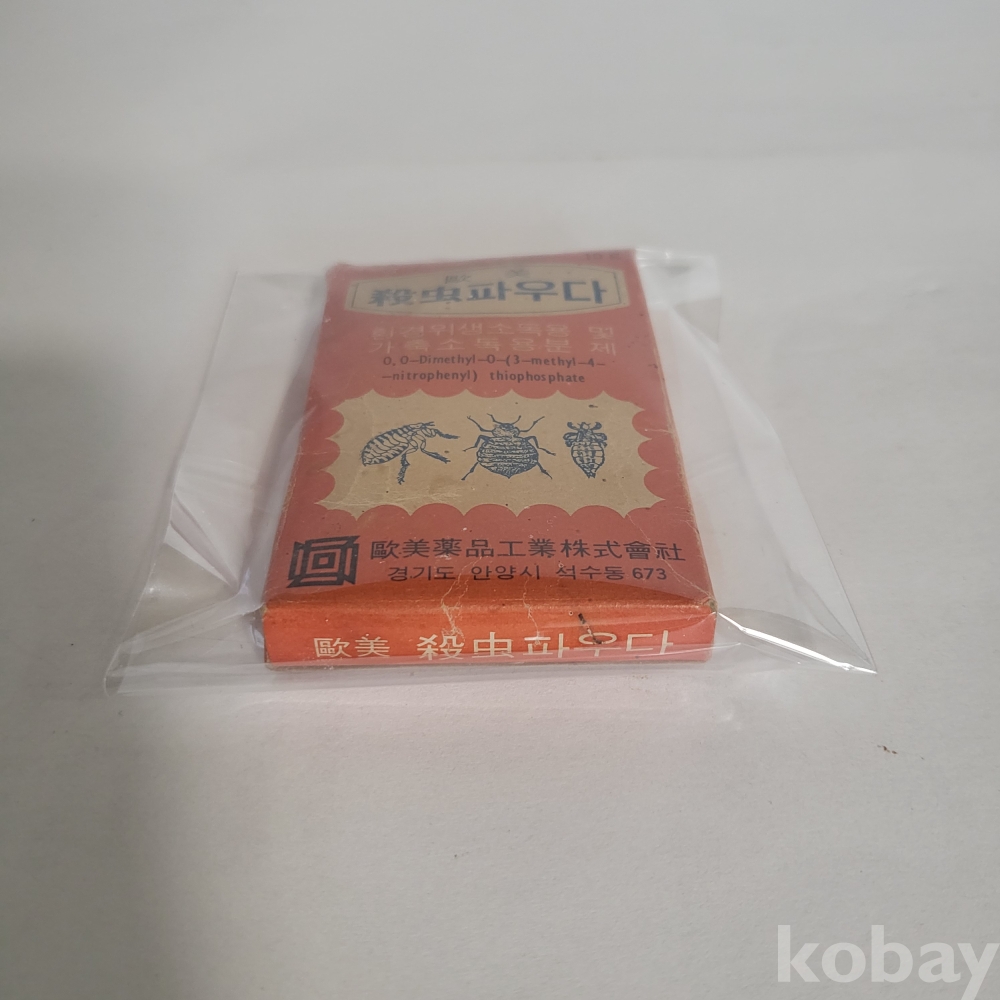 歐美
殺虫파우다
환경위생소독용 및
가축소독용분제
O,O-Dimethyl-O-(3-methyl-4-
-nitrophenyl) thiophosphate
歐美薬品工業株式會社
경기도 안양시 석수동 673
歐美 殺虫파우다
kobay